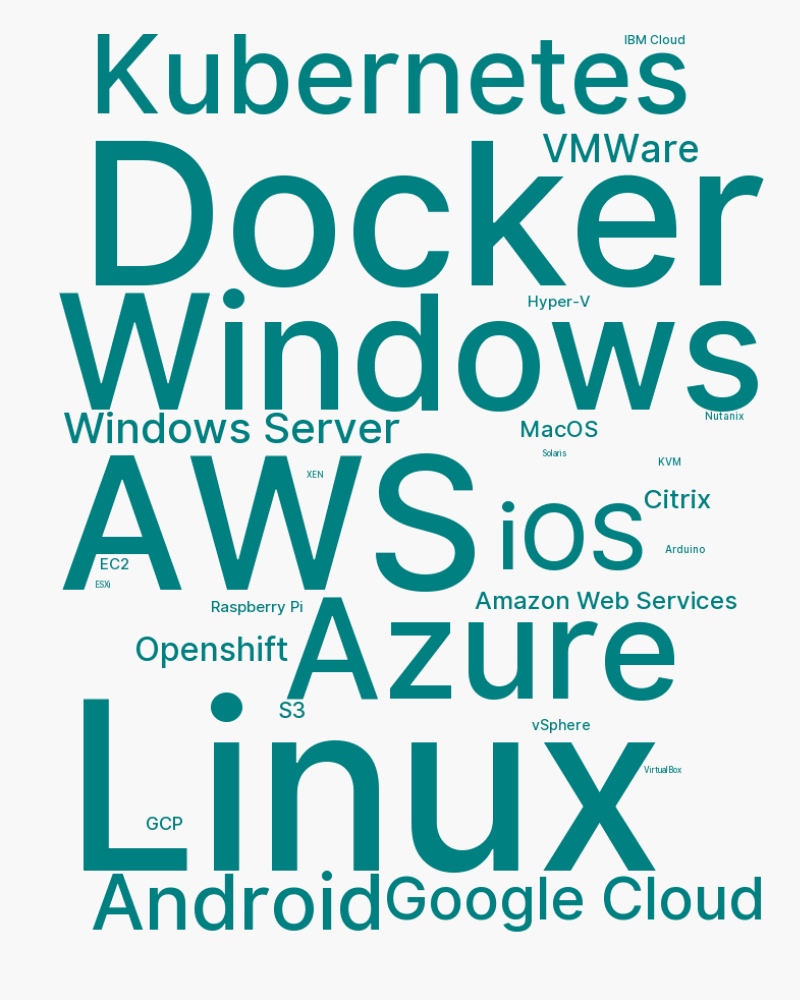 IBM Cloud
Kubernetes
VMWare
Docker
Hyper-V
Windows
Nutanix
Windows Server
MacOS
Solaris
KVM
XEN
AWS
Citrix
iOS
Arduino
EC2
ESXi
Amazon Web Services
Raspberry Pi
Openshift
Azure
S3
vSphere
VirtualBox
Linux
GCP
Android
Google Cloud